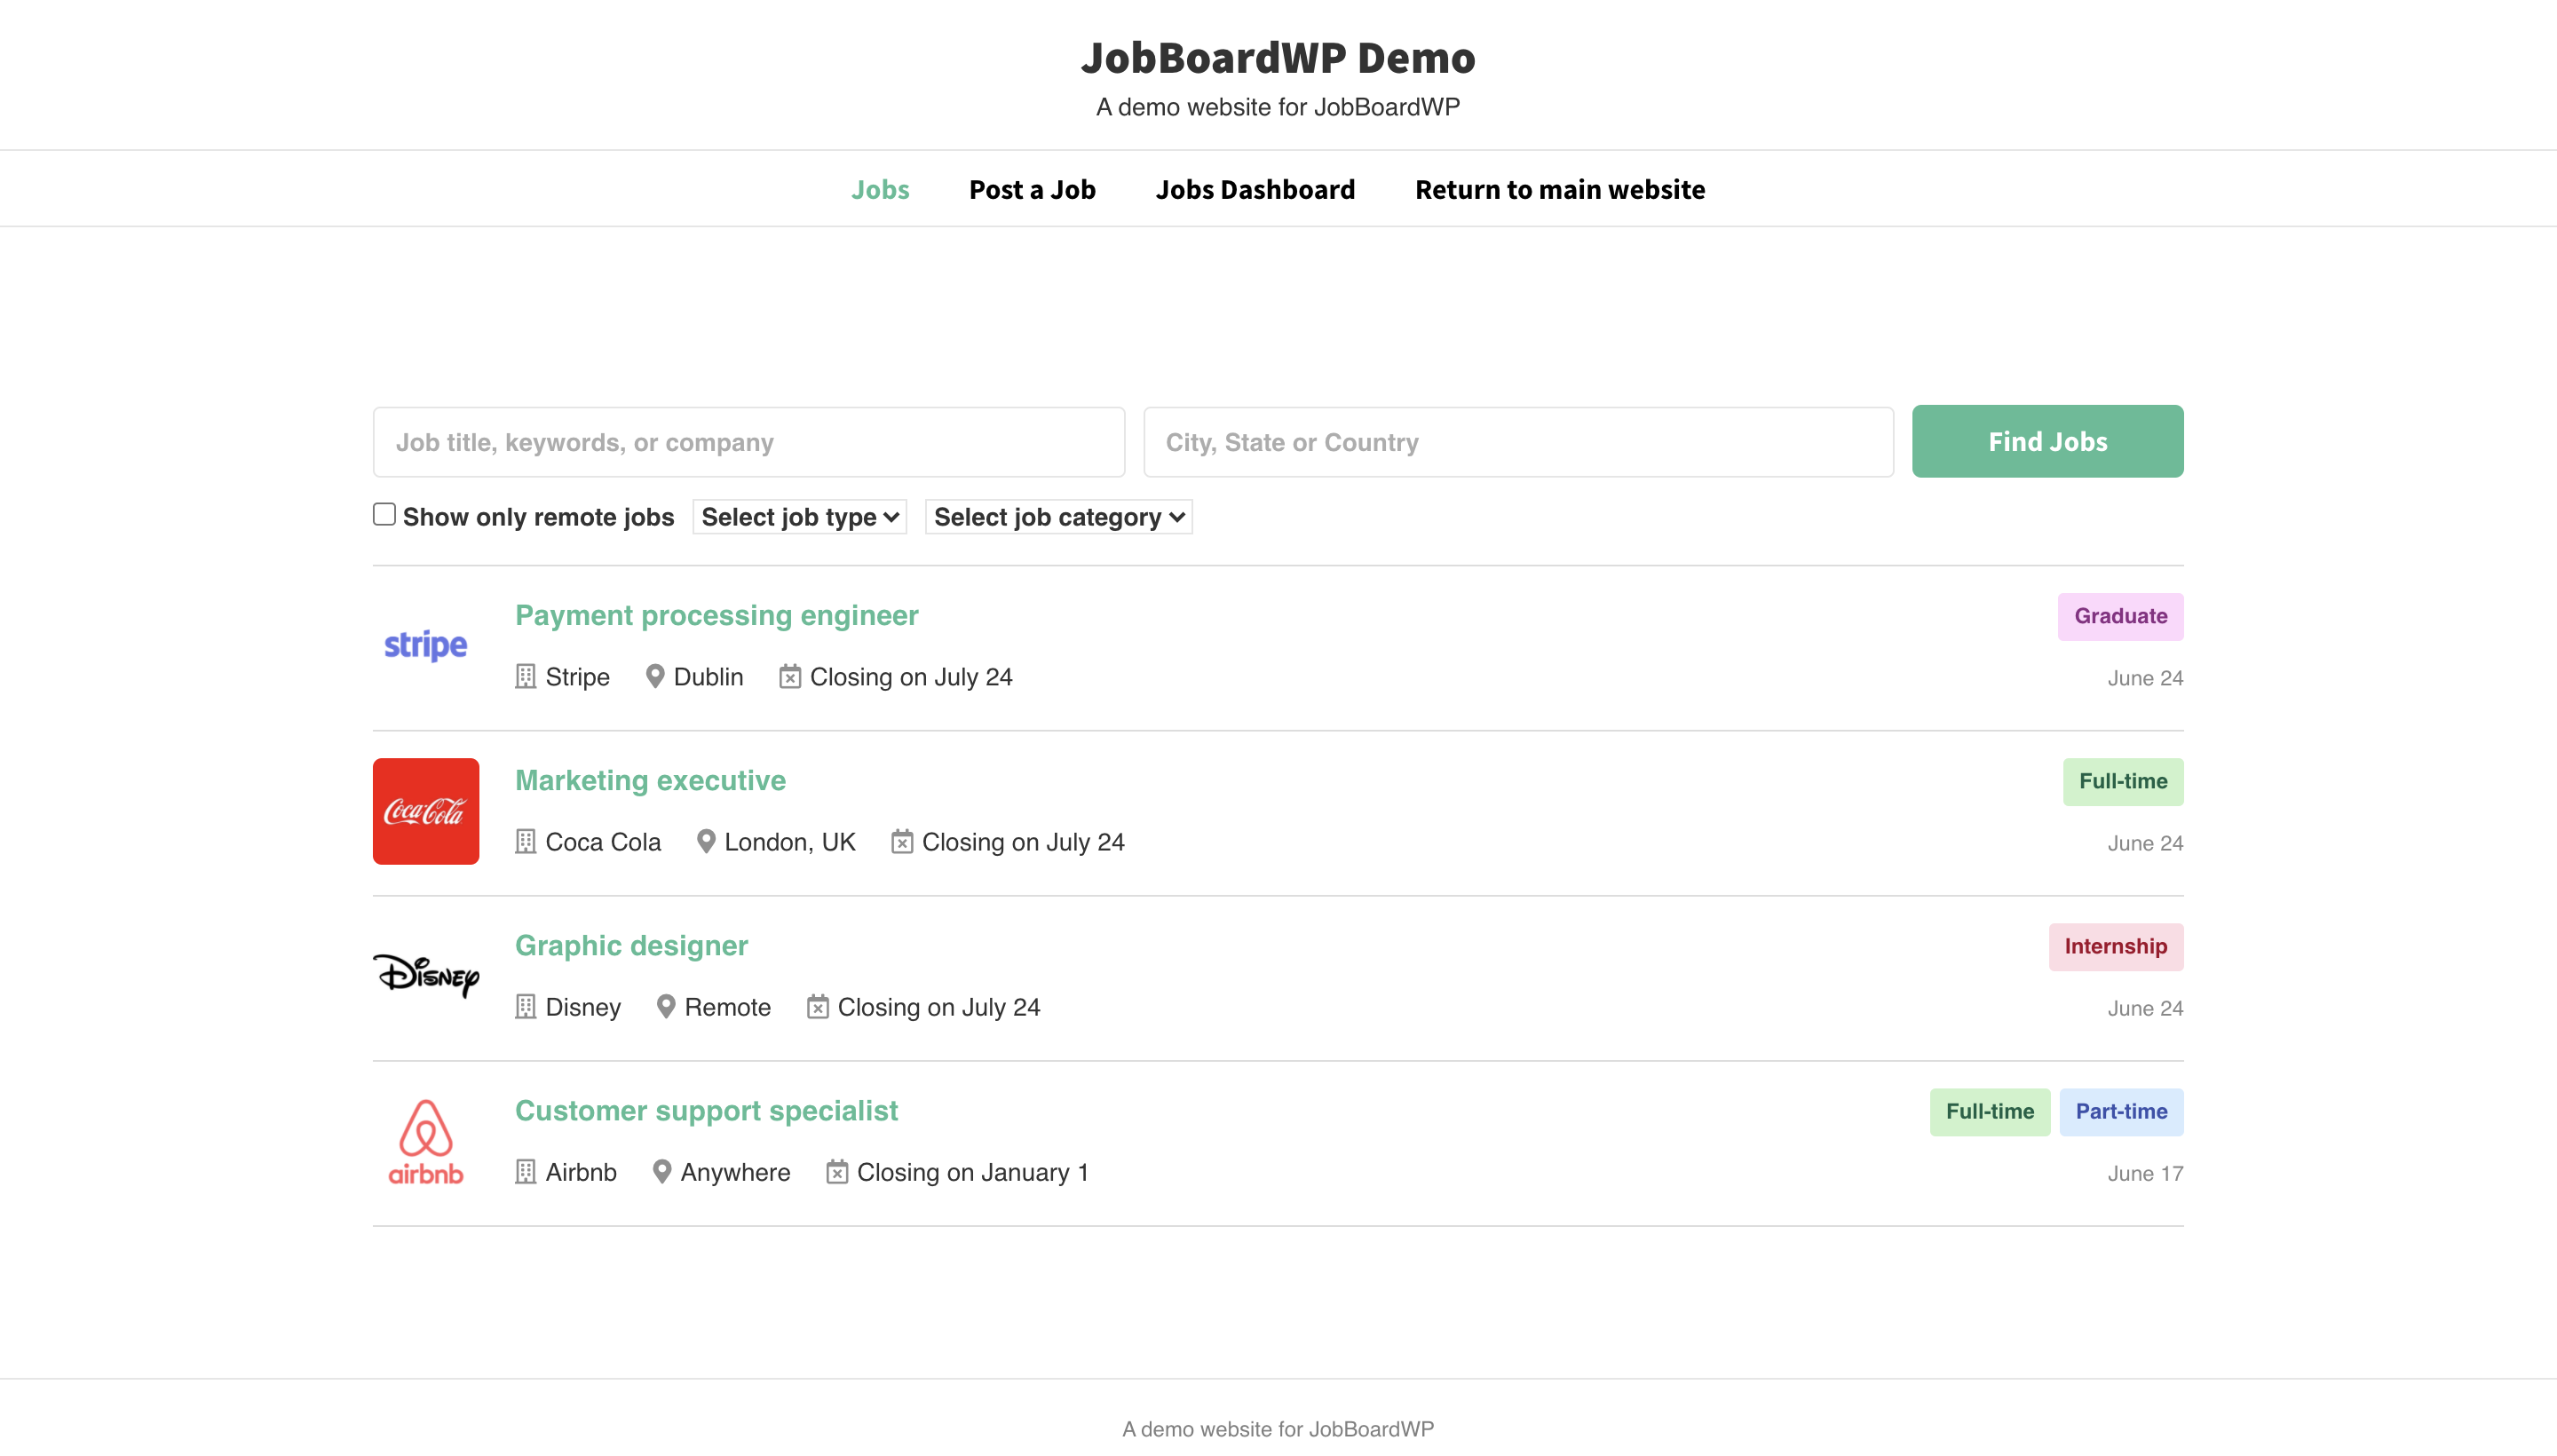 JobBoardWP Demo
A demo website for JobBoardWP
Jobs Post a Job Jobs Dashboard Return to main website
Job title, keywords, or company City, State or Country Find Jobs
Show only remote jobs Select job type Select job category
stripe
Payment processing engineer Graduate
Stripe Dublin Closing on July 24 June 24
Coca-Cola
Marketing executive Full-time
Coca Cola London, UK Closing on July 24 June 24
Disney
Graphic designer Internship
Disney Remote Closing on July 24 June 24
airbnb
Customer support specialist Full-time Part-time
Airbnb Anywhere Closing on January 1 June 17
A demo website for JobBoardWP